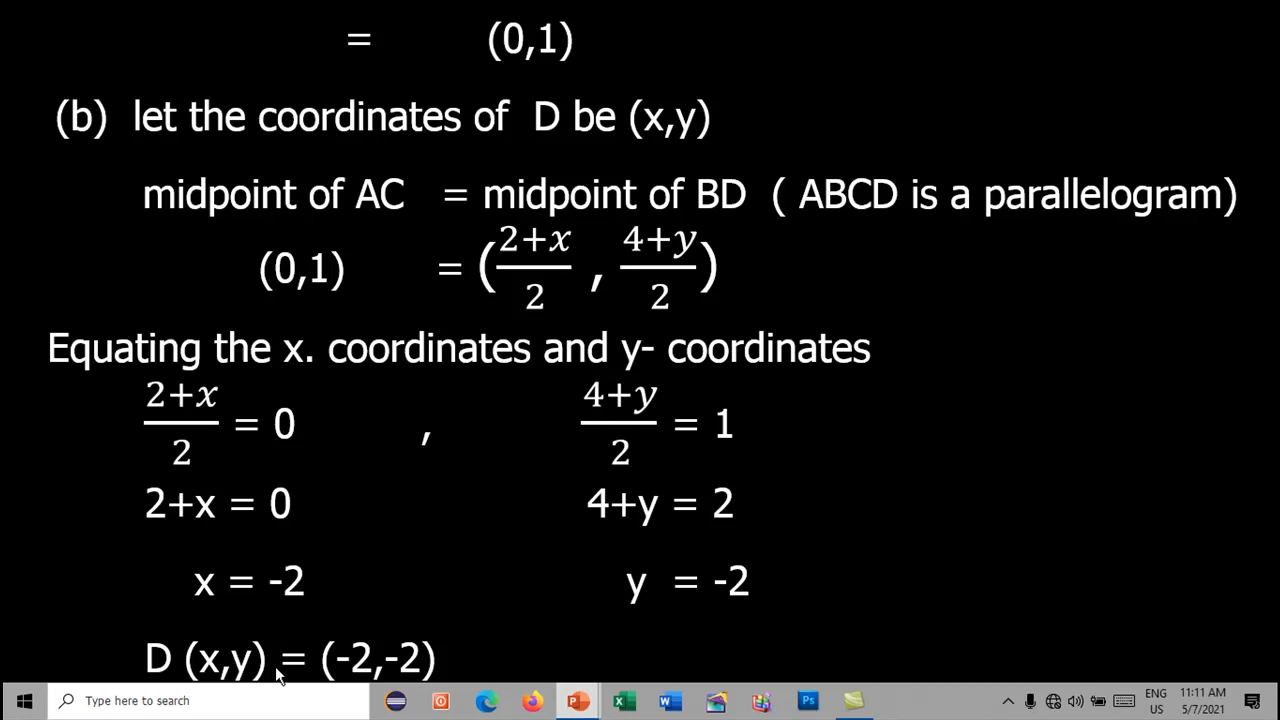 = (0,1)
(b) let the coordinates of D be (x,y)
midpoint of AC = midpoint of BD ( ABCD is a parallelogram)
(0,1) = (2+x/2 , 4+y/2)
Equating the x. coordinates and y- coordinates
2+x/2 = 0 , 4+y/2 = 1
2+x = 0 4+y = 2
x = -2 y = -2
D (x,y) = (-2,-2)
Type here to search
ENG
US
11:11 AM
5/7/2021